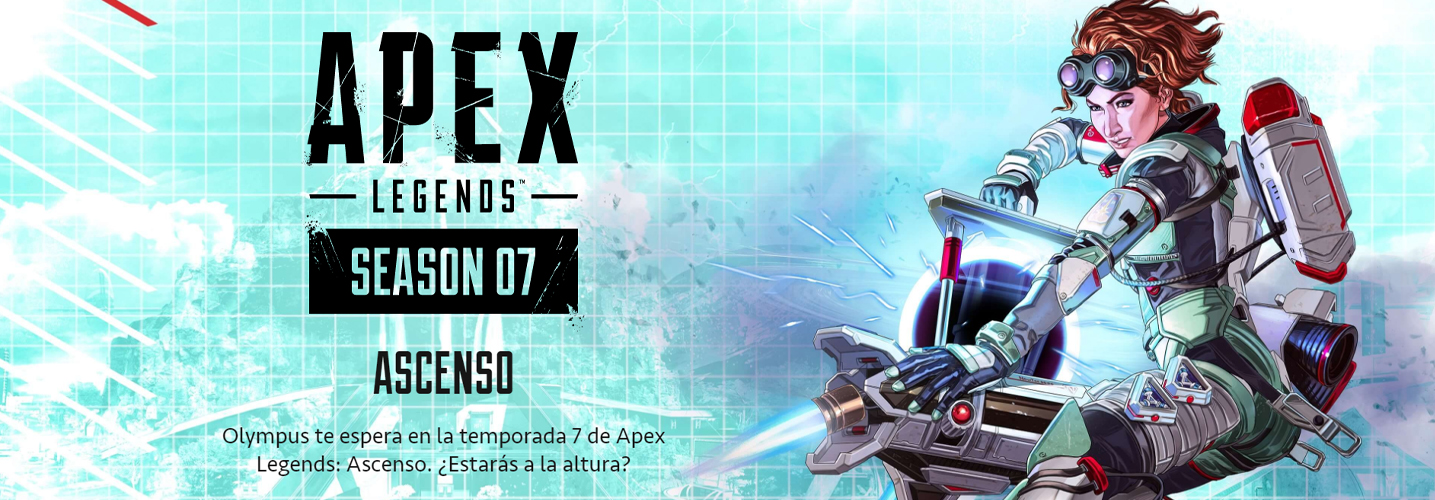 APEX
LEGENDS™
SEASON 07
ASCENSO
Olympus te espera en la temporada 7 de Apex
Legends: Ascenso. ¿Estarás a la altura?